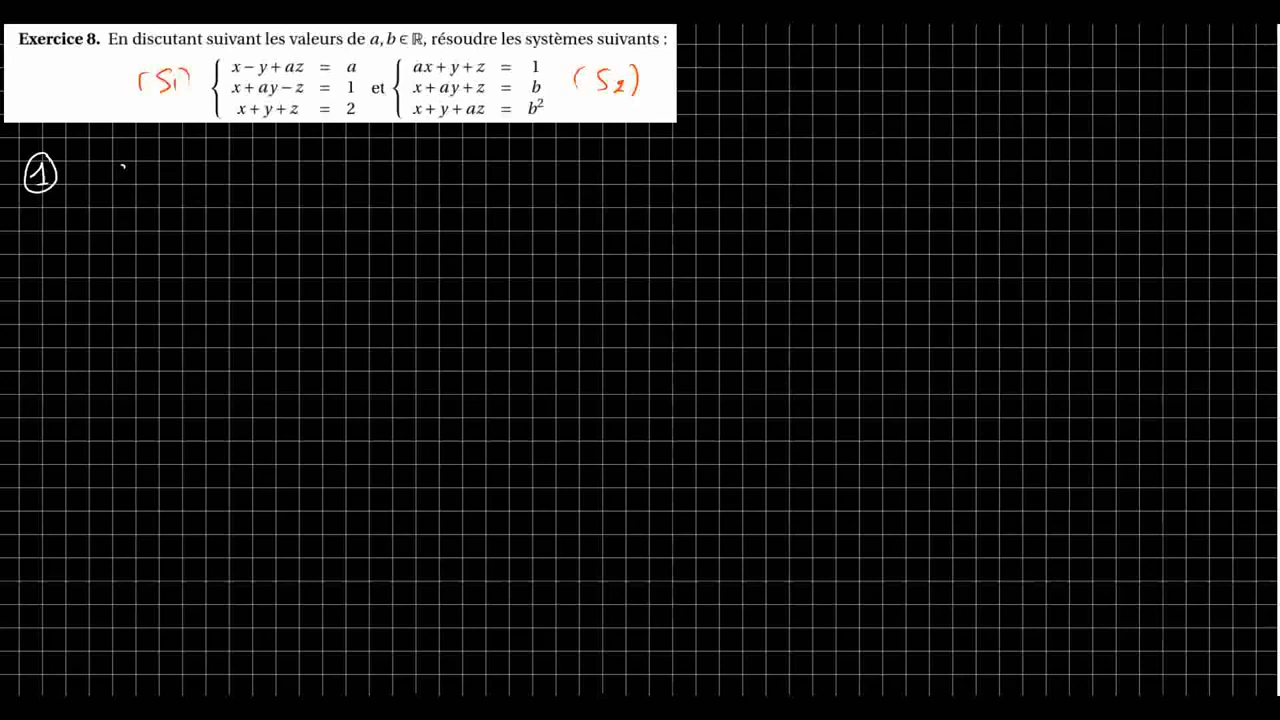 Exercice 8. En discutant suivant les valeurs de a, b ∈ ℝ, résoudre les systèmes suivants :
(S1) { x − y + az = a
x + ay − z = 1
x + y + z = 2
et { ax + y + z = 1
x + ay + z = b
x + y + az = b²
(S2)
1